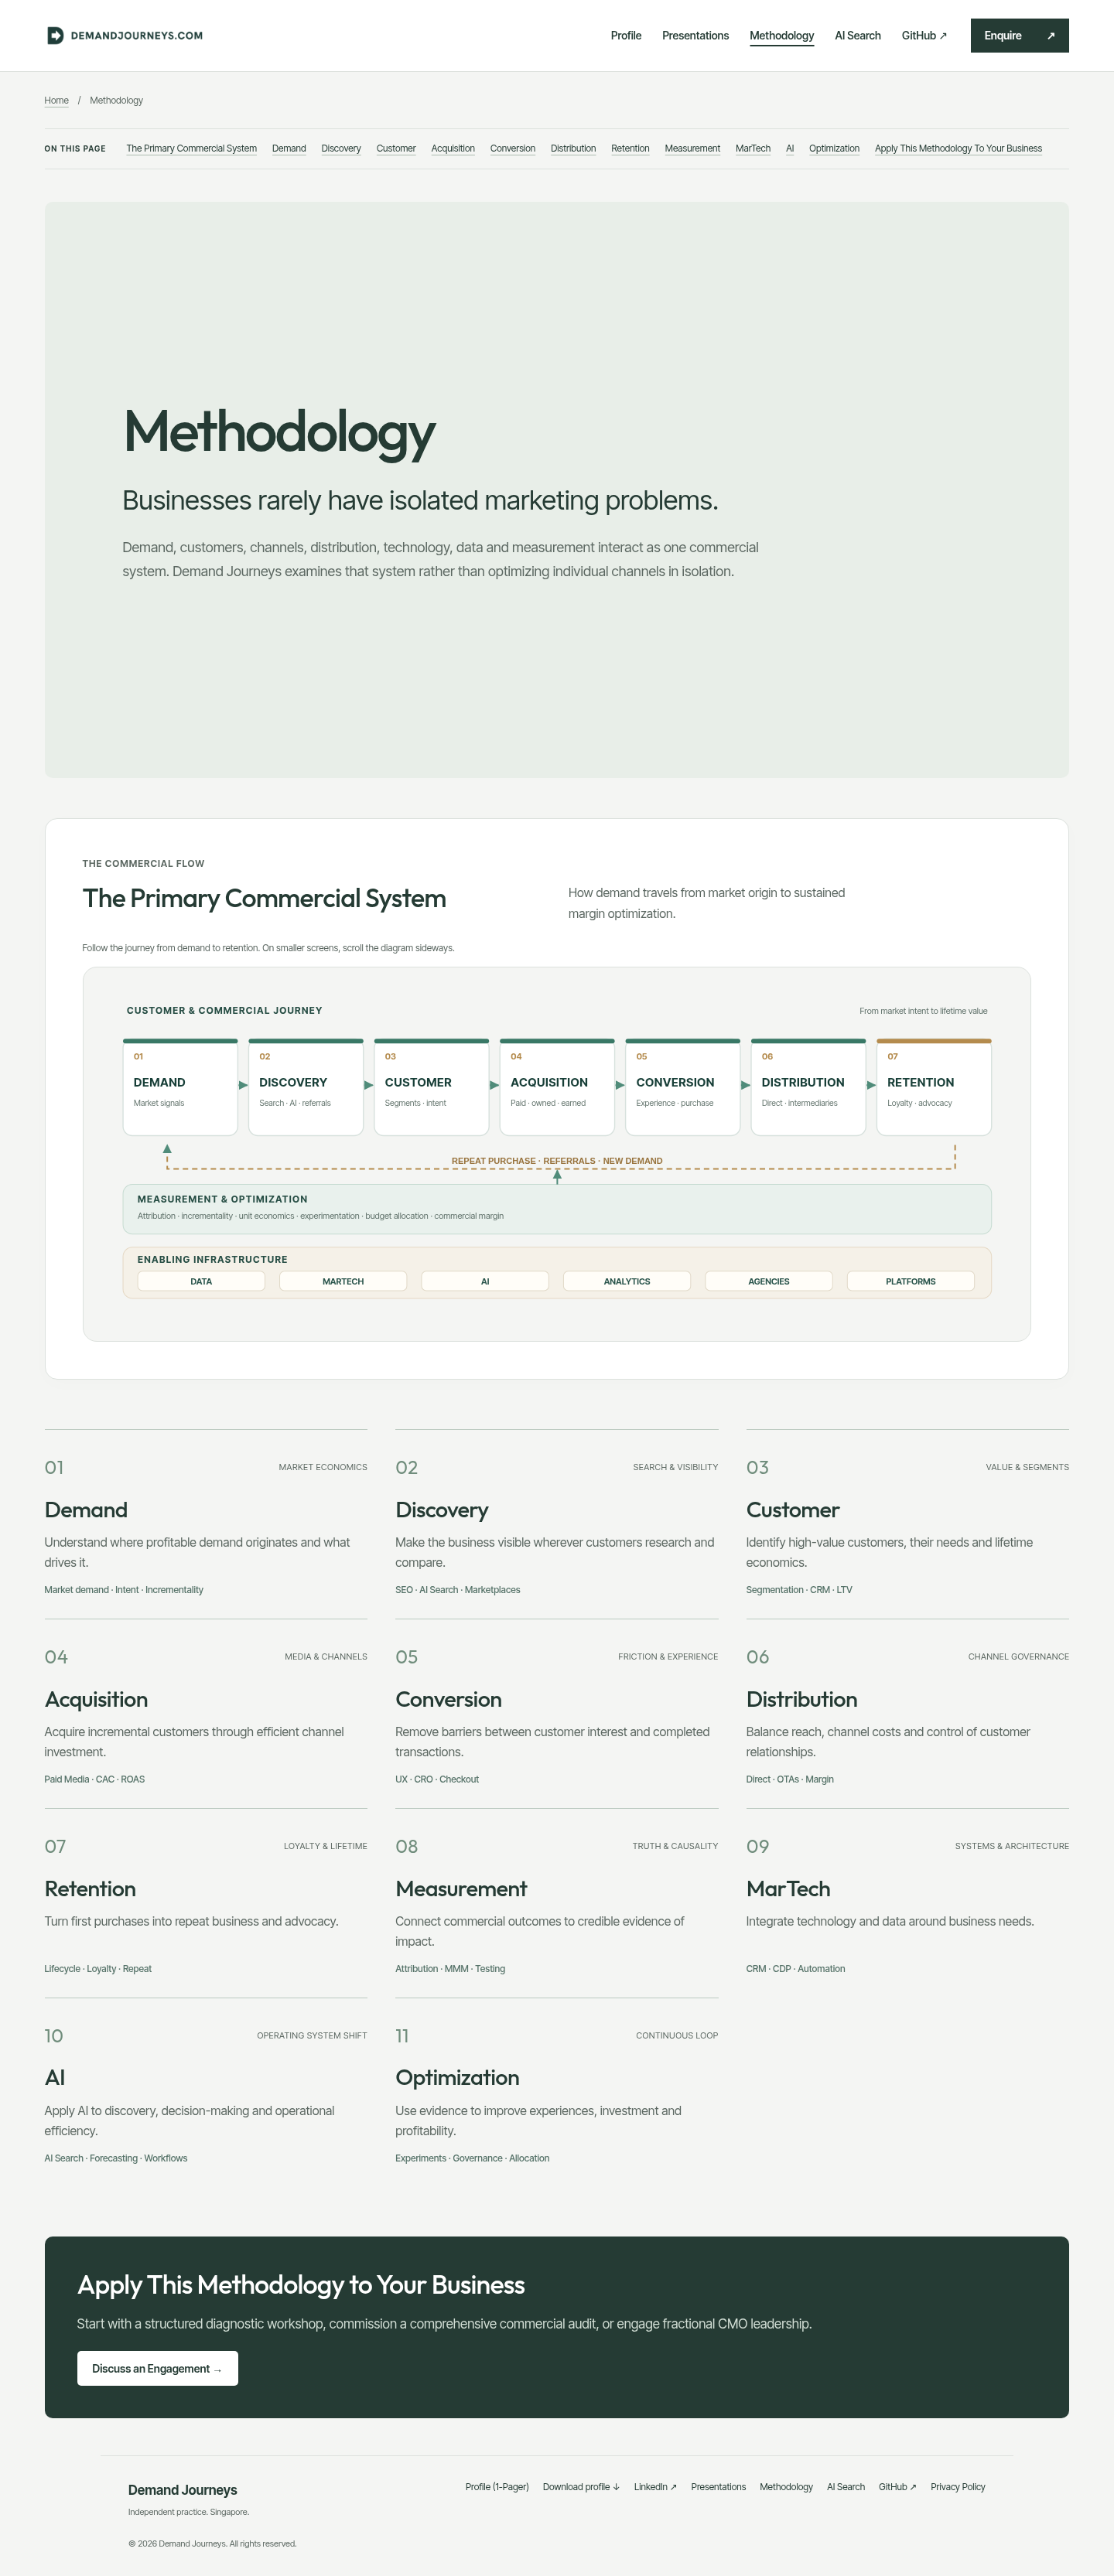 DEMANDJOURNEYS.COM
Profile Presentations Methodology AI Search GitHub ↗ Enquire ↗
Home / Methodology
ON THIS PAGE The Primary Commercial System Demand Discovery Customer Acquisition Conversion Distribution Retention Measurement MarTech AI Optimization Apply This Methodology To Your Business
Methodology
Businesses rarely have isolated marketing problems.
Demand, customers, channels, distribution, technology, data and measurement interact as one commercial
system. Demand Journeys examines that system rather than optimizing individual channels in isolation.
THE COMMERCIAL FLOW
The Primary Commercial System
How demand travels from market origin to sustained
margin optimization.
Follow the journey from demand to retention. On smaller screens, scroll the diagram sideways.
CUSTOMER & COMMERCIAL JOURNEY
From market intent to lifetime value
01
DEMAND
Market signals
02
DISCOVERY
Search · AI · referrals
03
CUSTOMER
Segments · intent
04
ACQUISITION
Paid · owned · earned
05
CONVERSION
Experience · purchase
06
DISTRIBUTION
Direct · intermediaries
07
RETENTION
Loyalty · advocacy
REPEAT PURCHASE · REFERRALS · NEW DEMAND
MEASUREMENT & OPTIMIZATION
Attribution · incrementality · unit economics · experimentation · budget allocation · commercial margin
ENABLING INFRASTRUCTURE
DATA MARTECH AI ANALYTICS AGENCIES PLATFORMS
01 MARKET ECONOMICS
Demand
Understand where profitable demand originates and what
drives it.
Market demand · Intent · Incrementality
02 SEARCH & VISIBILITY
Discovery
Make the business visible wherever customers research and
compare.
SEO · AI Search · Marketplaces
03 VALUE & SEGMENTS
Customer
Identify high-value customers, their needs and lifetime
economics.
Segmentation · CRM · LTV
04 MEDIA & CHANNELS
Acquisition
Acquire incremental customers through efficient channel
investment.
Paid Media · CAC · ROAS
05 FRICTION & EXPERIENCE
Conversion
Remove barriers between customer interest and completed
transactions.
UX · CRO · Checkout
06 CHANNEL GOVERNANCE
Distribution
Balance reach, channel costs and control of customer
relationships.
Direct · OTAs · Margin
07 LOYALTY & LIFETIME
Retention
Turn first purchases into repeat business and advocacy.
Lifecycle · Loyalty · Repeat
08 TRUTH & CAUSALITY
Measurement
Connect commercial outcomes to credible evidence of
impact.
Attribution · MMM · Testing
09 SYSTEMS & ARCHITECTURE
MarTech
Integrate technology and data around business needs.
CRM · CDP · Automation
10 OPERATING SYSTEM SHIFT
AI
Apply AI to discovery, decision-making and operational
efficiency.
AI Search · Forecasting · Workflows
11 CONTINUOUS LOOP
Optimization
Use evidence to improve experiences, investment and
profitability.
Experiments · Governance · Allocation
Apply This Methodology to Your Business
Start with a structured diagnostic workshop, commission a comprehensive commercial audit, or engage fractional CMO leadership.
Discuss an Engagement →
Demand Journeys
Independent practice. Singapore.
© 2026 Demand Journeys. All rights reserved.
Profile (1-Pager) Download profile ↓ LinkedIn ↗ Presentations Methodology AI Search GitHub ↗ Privacy Policy